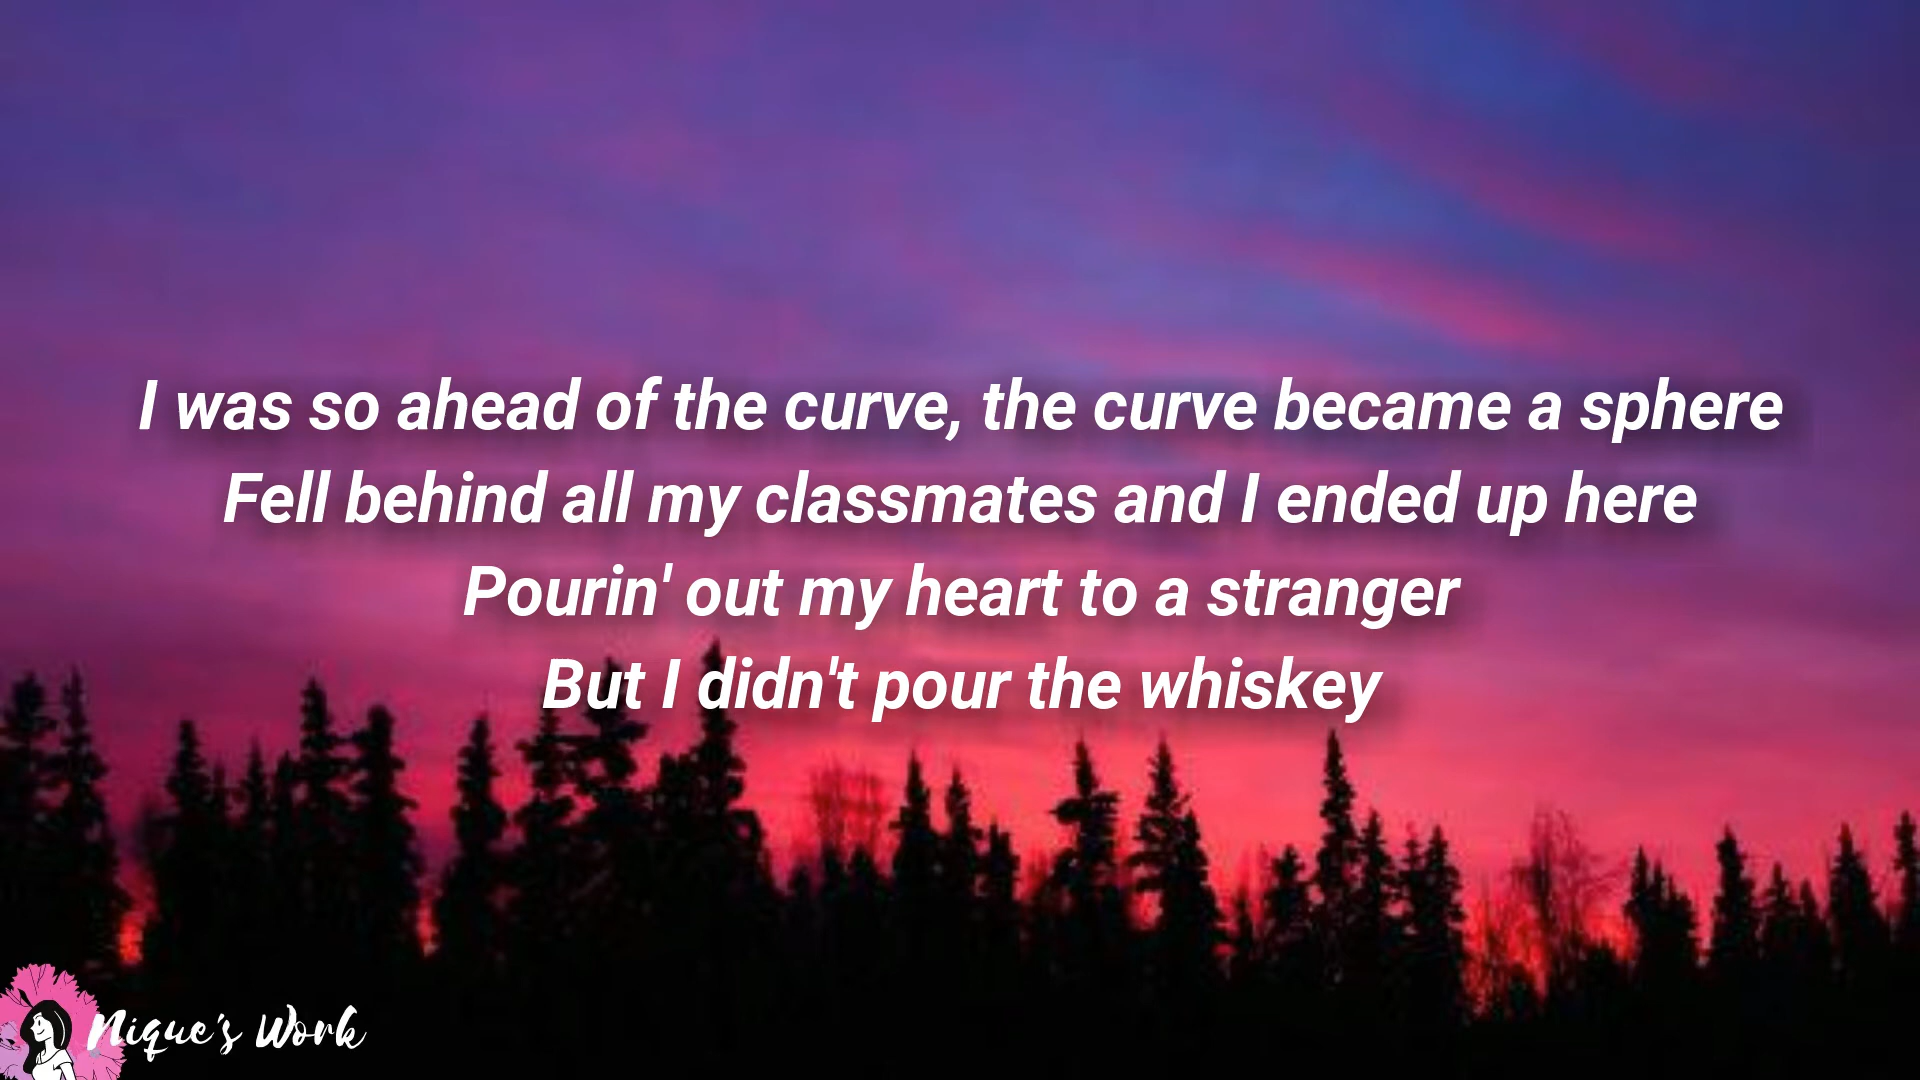 I was so ahead of the curve, the curve became a sphere
Fell behind all my classmates and I ended up here
Pourin' out my heart to a stranger
But I didn't pour the whiskey
Nique's Work